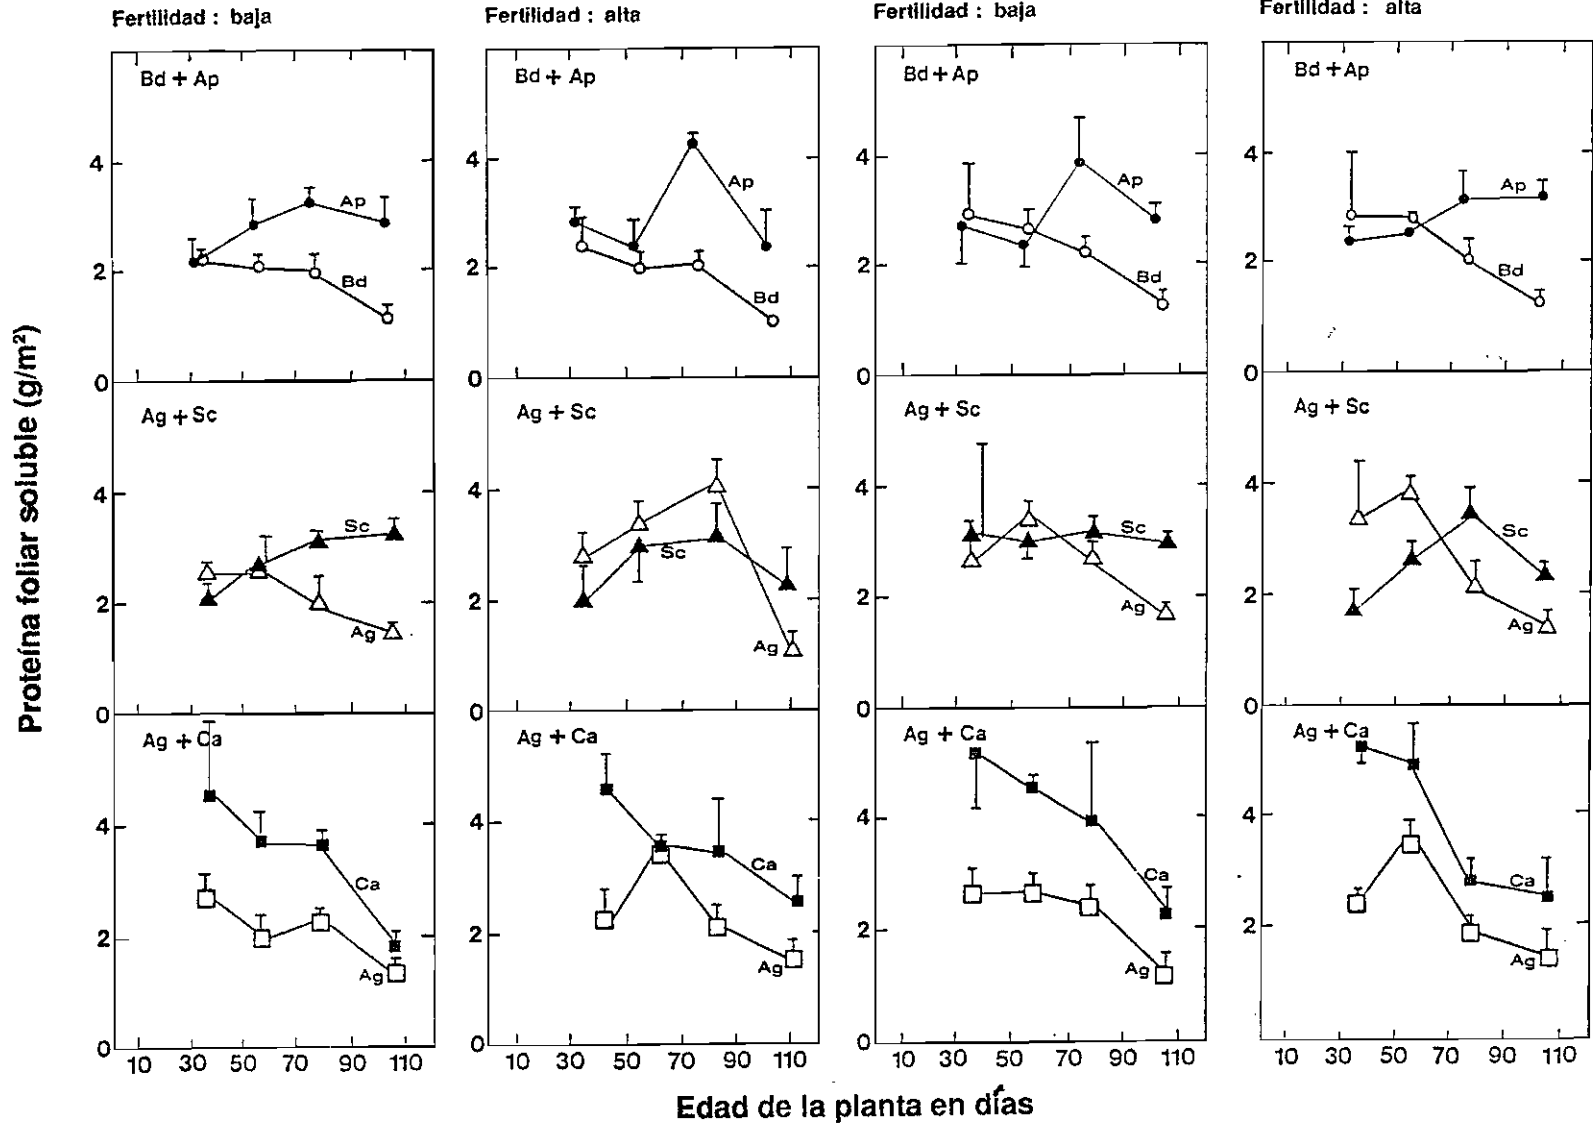 Fertilidad : baja
Fertilidad : alta
Fertilidad : baja
Fertilidad : alta
Proteína foliar soluble (g/m²)
Bd + Ap
4
2
0
Ap
Bd
Bd + Ap
4
2
0
Ap
Bd
Bd + Ap
4
2
0
Ap
Bd
Bd + Ap
4
2
0
Ap
Bd
Ag + Sc
4
2
0
Sc
Ag
Ag + Sc
4
2
0
Sc
Ag
Ag + Sc
4
2
0
Sc
Ag
Ag + Sc
4
2
0
Sc
Ag
Ag + Ca
4
2
0
Ca
Ag
Ag + Ca
4
2
0
Ca
Ag
Ag + Ca
4
2
0
Ca
Ag
Ag + Ca
4
2
Ca
Ag
10 30 50 70 90 110
10 30 50 70 90 110
10 30 50 70 90 110
10 30 50 70 90 110
Edad de la planta en días